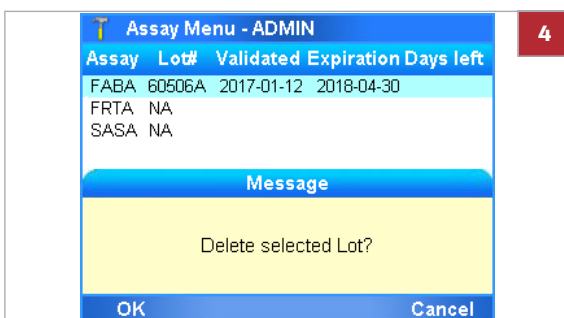 Assay Menu - ADMIN
4
Assay Lot# Validated Expiration Days left
FABA 60506A 2017-01-12 2018-04-30
FRTA NA
SASA NA
Message
Delete selected Lot?
OK Cancel